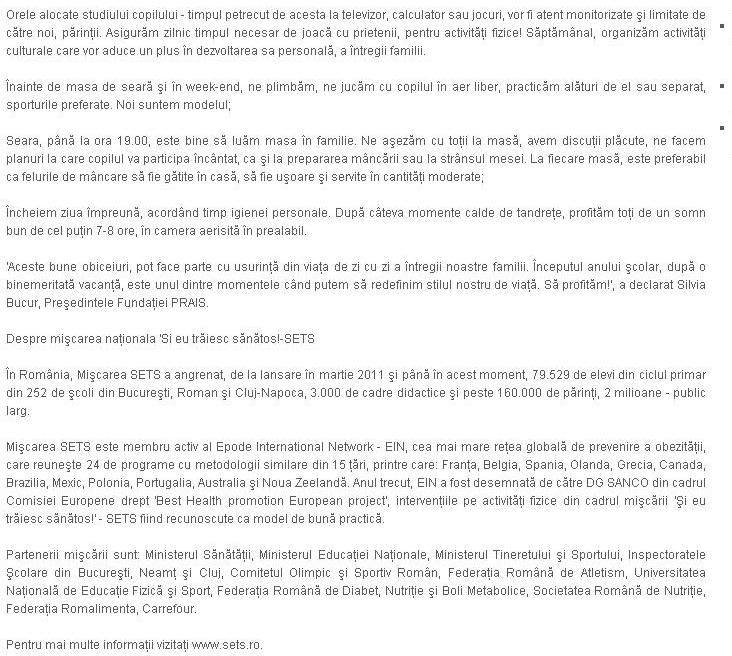 Orele alocate studiului copilului - timpul petrecut de acesta la televizor, calculator sau jocuri, vor fi atent monitorizate şi limitate de
către noi, părinţii. Asigurăm zilnic timpul necesar de joacă cu prietenii, pentru activităţi fizice! Săptămânal, organizăm activităţi
culturale care vor aduce un plus în dezvoltarea sa personală, a întregii familii.
Înainte de masa de seară şi în week-end, ne plimbăm, ne jucăm cu copilul în aer liber, practicăm alături de el sau separat,
sporturile preferate. Noi suntem modelul;
Seara, până la ora 19.00, este bine să luăm masa în familie. Ne aşezăm cu toţii la masă, avem discuţii plăcute, ne facem
planuri la care copilul va participa încântat, ca şi la prepararea mâncării sau la strânsul mesei. La fiecare masă, este preferabil
ca felurile de mâncare să fie gătite în casă, să fie uşoare şi servite în cantităţi moderate;
Încheiem ziua împreună, acordând timp igienei personale. După câteva momente calde de tandreţe, profităm toţi de un somn
bun de cel puţin 7-8 ore, în camera aerisită în prealabil.
'Aceste bune obiceiuri, pot face parte cu usurinţă din viaţa de zi cu zi a întregii noastre familii. Începutul anului şcolar, după o
binemeritată vacanţă, este unul dintre momentele când putem să redefinim stilul nostru de viaţă. Să profităm!', a declarat Silvia
Bucur, Preşedintele Fundaţiei PRAIS.
Despre mişcarea naţionala 'Si eu trăiesc sănătos!-SETS
În România, Mişcarea SETS a angrenat, de la lansare în martie 2011 şi până în acest moment, 79.529 de elevi din ciclul primar
din 252 de şcoli din Bucureşti, Roman şi Cluj-Napoca, 3.000 de cadre didactice şi peste 160.000 de părinţi, 2 milioane - public
larg.
Mişcarea SETS este membru activ al Epode International Network - EIN, cea mai mare reţea globală de prevenire a obezităţii,
care reuneşte 24 de programe cu metodologii similare din 15 ţări, printre care: Franţa, Belgia, Spania, Olanda, Grecia, Canada,
Brazilia, Mexic, Polonia, Portugalia, Australia şi Noua Zeelandă. Anul trecut, EIN a fost desemnată de către DG SANCO din cadrul
Comisiei Europene drept 'Best Health promotion European project', intervenţiile pe activităţi fizice din cadrul mişcării 'Şi eu
trăiesc sănătos!' - SETS fiind recunoscute ca model de bună practică.
Partenerii mişcării sunt: Ministerul Sănătăţii, Ministerul Educaţiei Naţionale, Ministerul Tineretului şi Sportului, Inspectoratele
Şcolare din Bucureşti, Neamţ şi Cluj, Comitetul Olimpic şi Sportiv Român, Federaţia Română de Atletism, Universitatea
Naţională de Educaţie Fizică şi Sport, Federaţia Română de Diabet, Nutriţie şi Boli Metabolice, Societatea Română de Nutriţie,
Federaţia Romalimenta, Carrefour.
Pentru mai multe informaţii vizitaţi www.sets.ro.